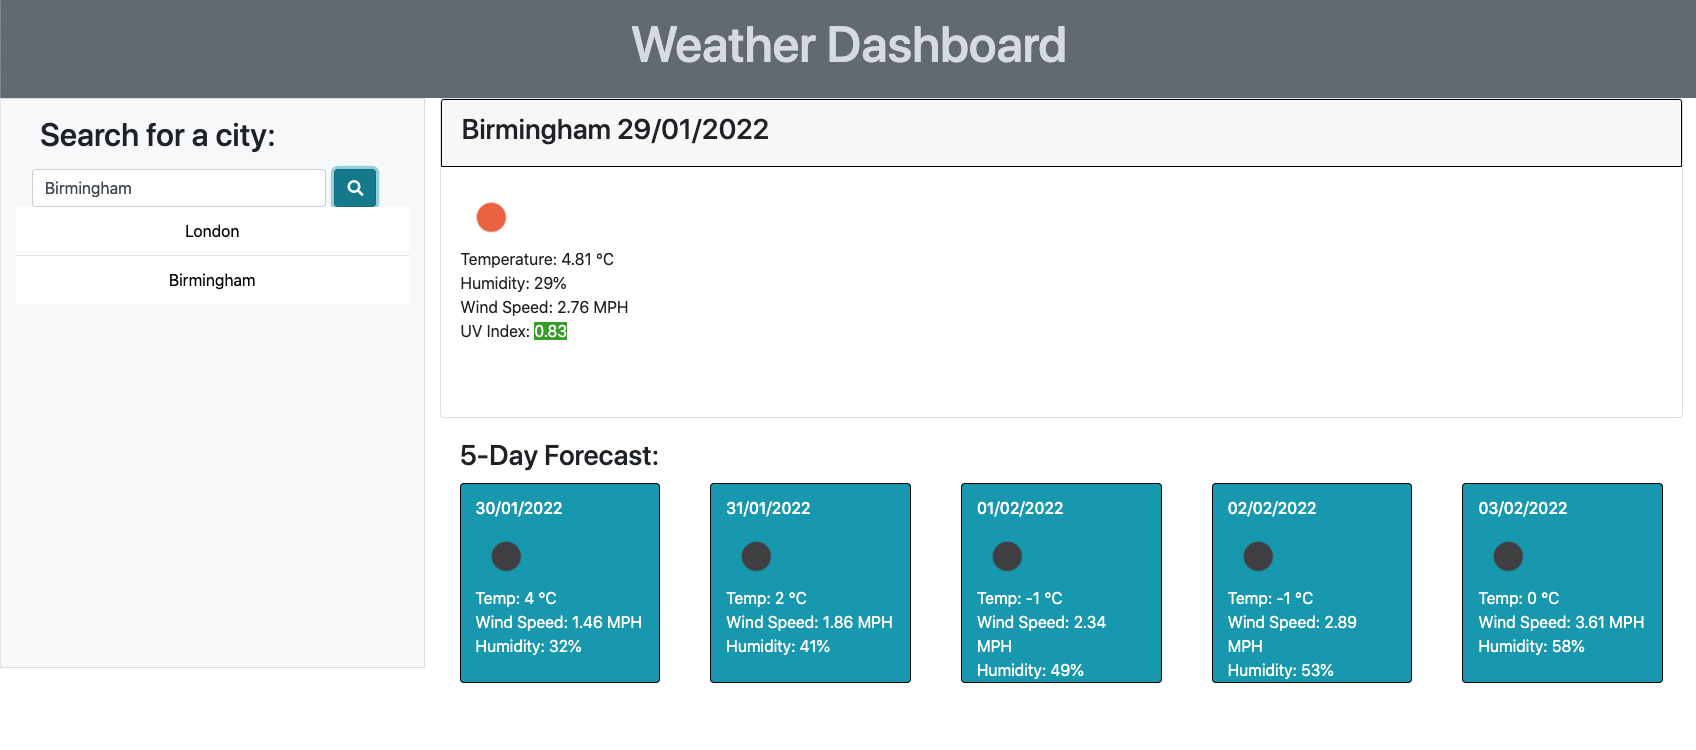 Weather Dashboard
Search for a city:
Birmingham
London
Birmingham
Birmingham 29/01/2022
Temperature: 4.81 °C
Humidity: 29%
Wind Speed: 2.76 MPH
UV Index: 0.83
5-Day Forecast:
30/01/2022
Temp: 4 °C
Wind Speed: 1.46 MPH
Humidity: 32%
31/01/2022
Temp: 2 °C
Wind Speed: 1.86 MPH
Humidity: 41%
01/02/2022
Temp: -1 °C
Wind Speed: 2.34
MPH
Humidity: 49%
02/02/2022
Temp: -1 °C
Wind Speed: 2.89
MPH
Humidity: 53%
03/02/2022
Temp: 0 °C
Wind Speed: 3.61 MPH
Humidity: 58%